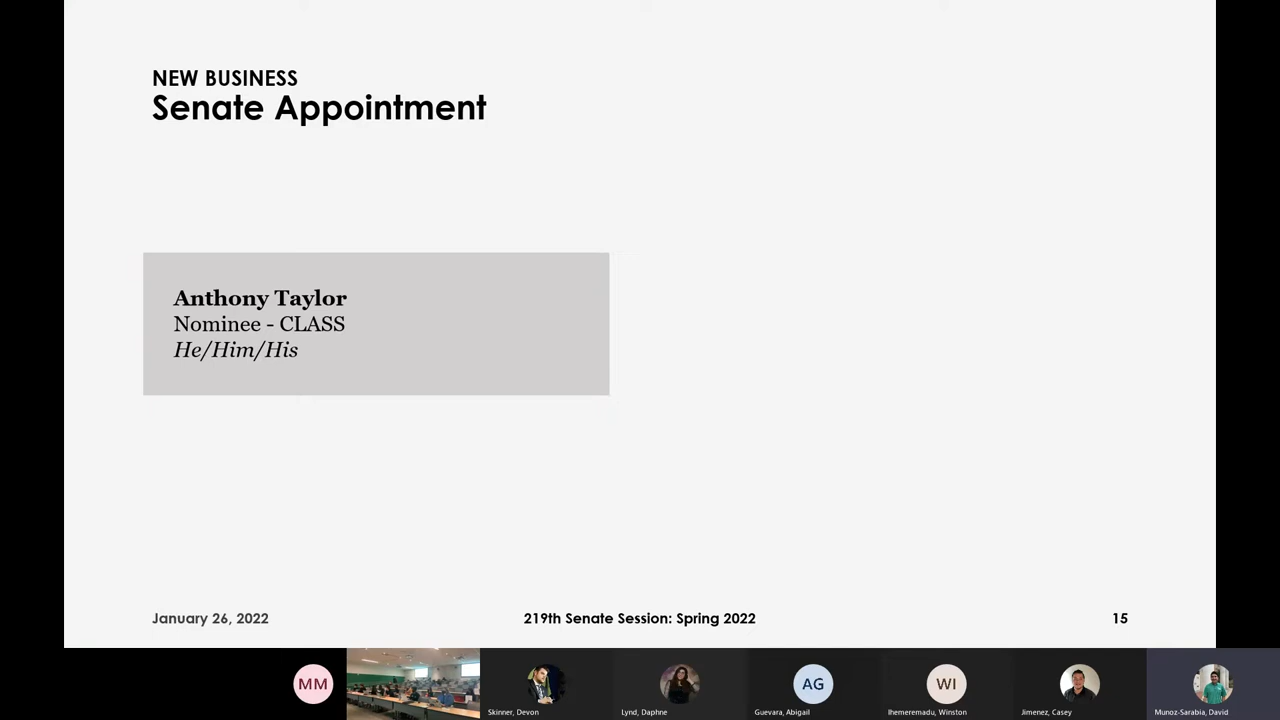 NEW BUSINESS
Senate Appointment
Anthony Taylor
Nominee - CLASS
He/Him/His
January 26, 2022
219th Senate Session: Spring 2022
15
MM
AG
WI
Skinner, Devon
Lynd, Daphne
Guevara, Abigail
Ihemeremadu, Winston
Jimenez, Casey
Munoz-Sarabia, David